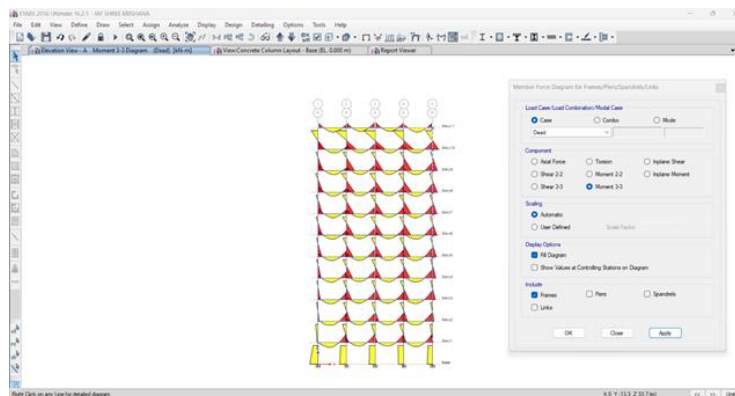 ETABS 2016 Ultimate 16.2.1 - JAY SHREE KRISHANA
File Edit View Define Draw Select Assign Analyze Display Design Detailing Options Tools Help
Elevation View - A Moment 3-3 Diagram (Dead) [kN-m]
View:Concrete Column Layout - Base (EL. 0.000 m)
Report Viewer
Member Force Diagram for Frames/Piers/Spandrels/Links
Load Case/Load Combination/Modal Case
Case Combo Mode
Dead
Component
Axial Force Torsion Inplane Shear
Shear 2-2 Moment 2-2 Inplane Moment
Shear 3-3 Moment 3-3
Scaling
Automatic
User Defined Scale Factor
Display Options
Fill Diagram
Show Values at Controlling Stations on Diagram
Include
Frames Piers Spandrels
Links
OK Close Apply
Right Click on any Line for detailed diagram